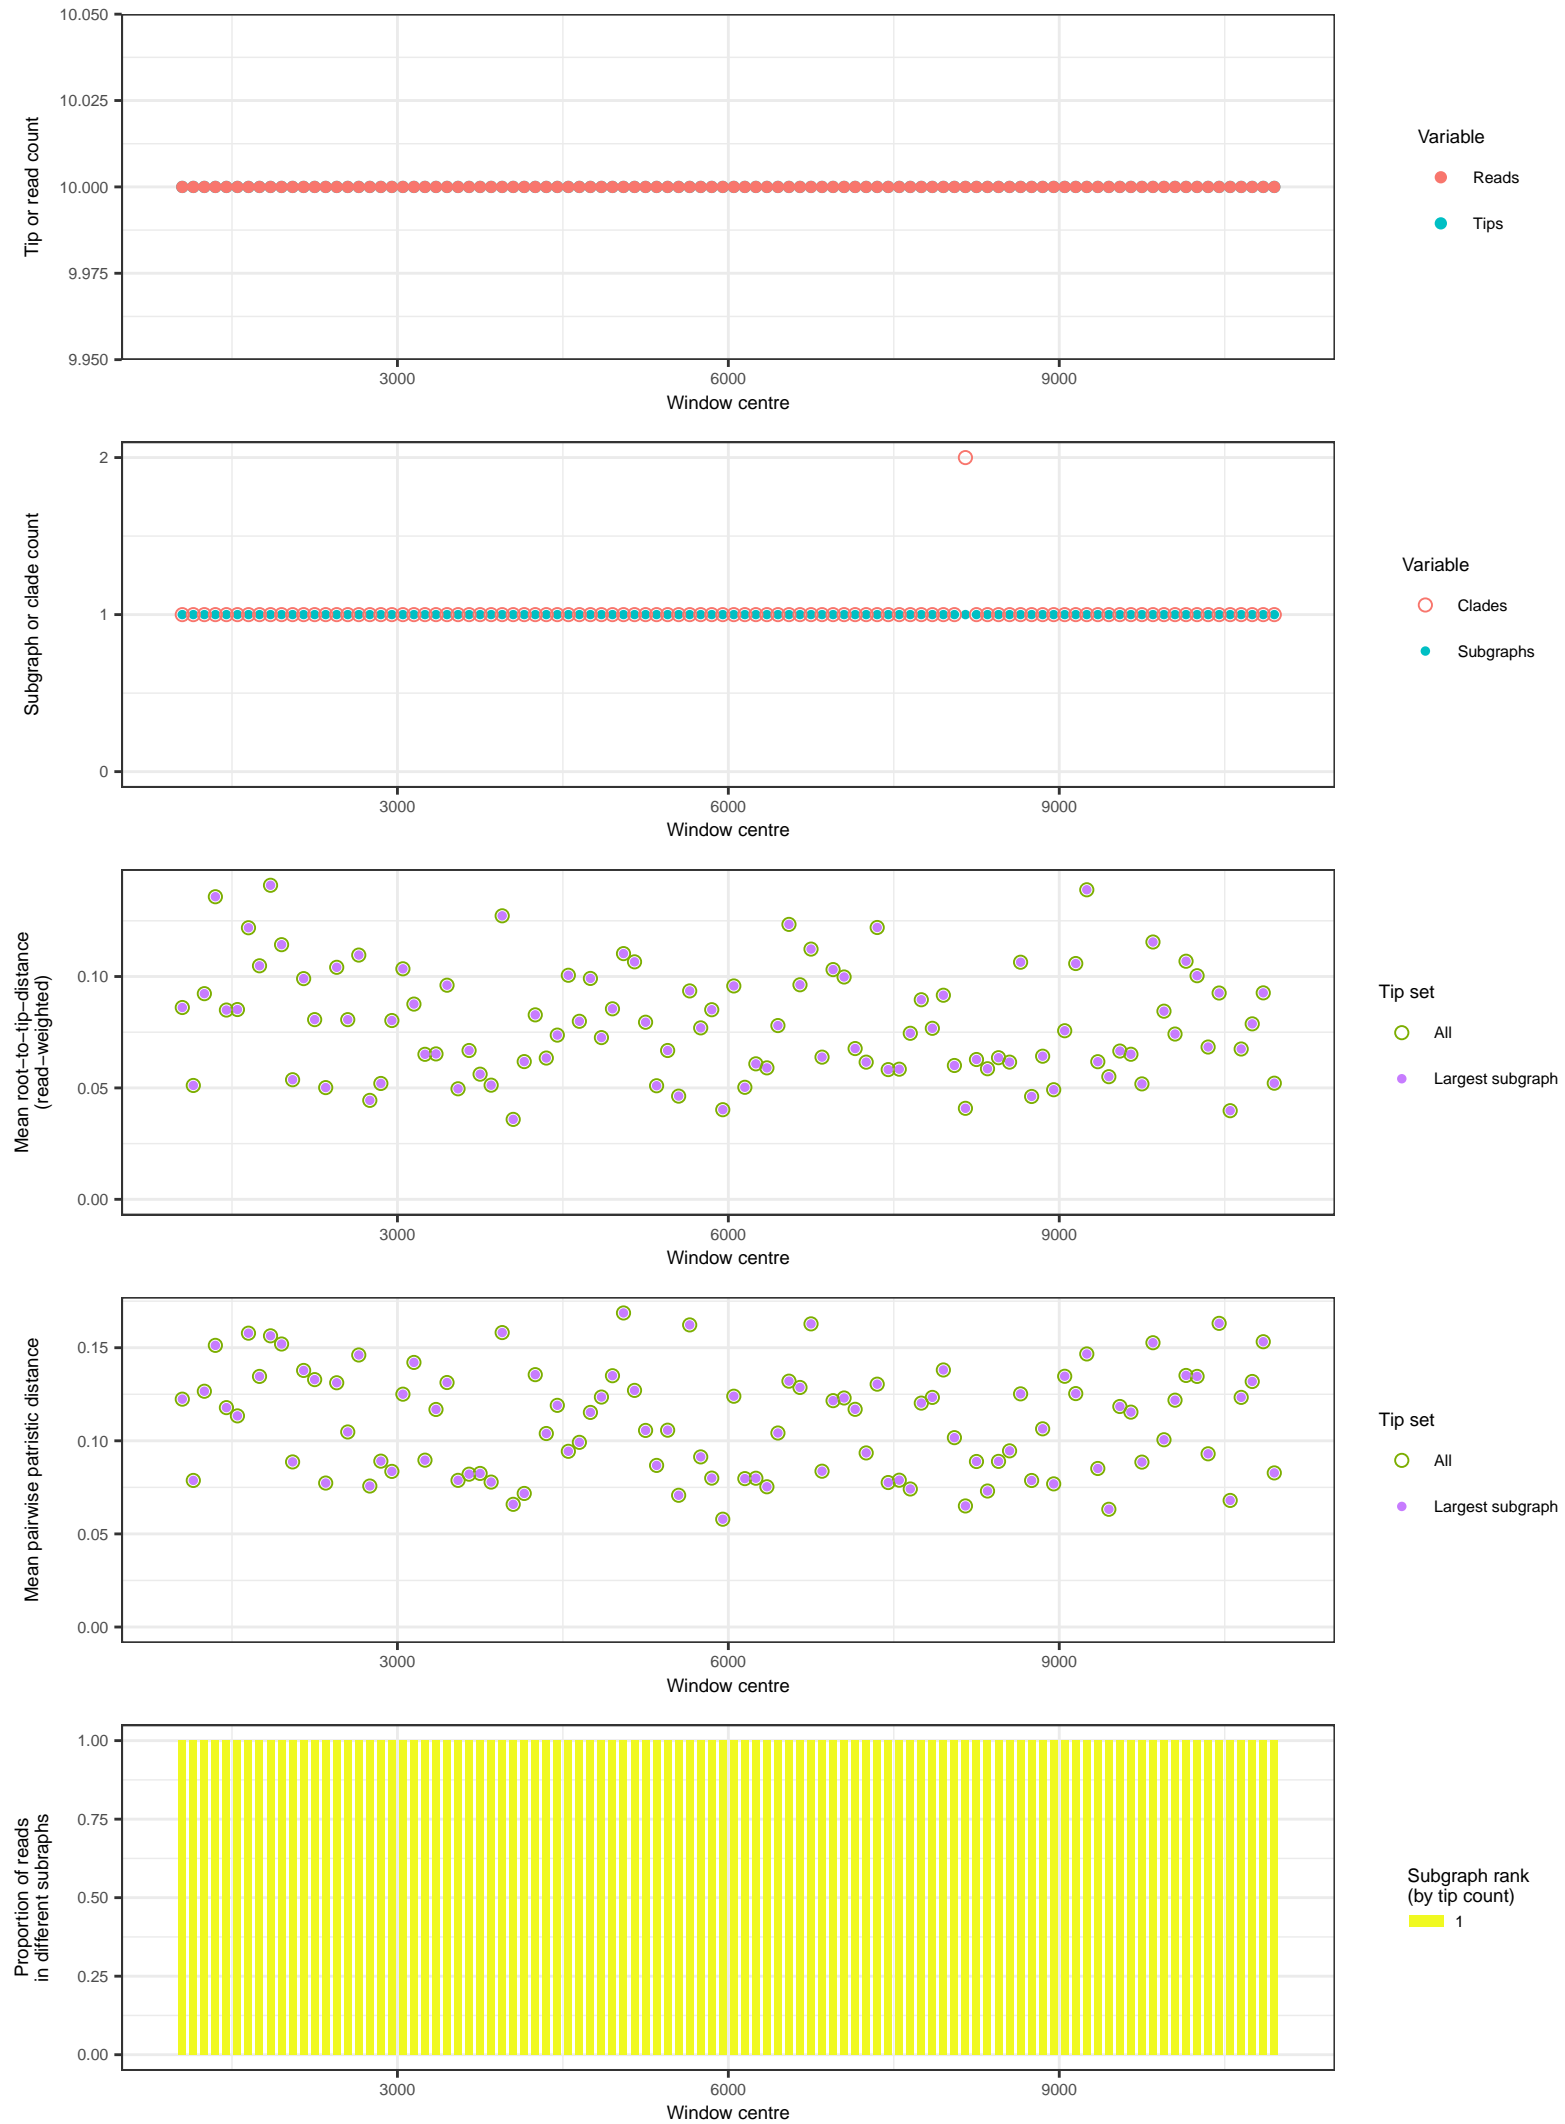 10.050
10.025
10.000
9.975
9.950
Tip or read count
3000
6000
9000
Window centre
Variable
Reads
Tips
2
1
0
Subgraph or clade count
3000
6000
9000
Window centre
Variable
Clades
Subgraphs
0.10
0.05
0.00
Mean root−to−tip−distance
(read−weighted)
3000
6000
9000
Window centre
Tip set
All
Largest subgraph
0.15
0.10
0.05
0.00
Mean pairwise patristic distance
3000
6000
9000
Window centre
Tip set
All
Largest subgraph
1.00
0.75
0.50
0.25
0.00
Proportion of reads
in different subraphs
3000
6000
9000
Window centre
Subgraph rank
(by tip count)
1